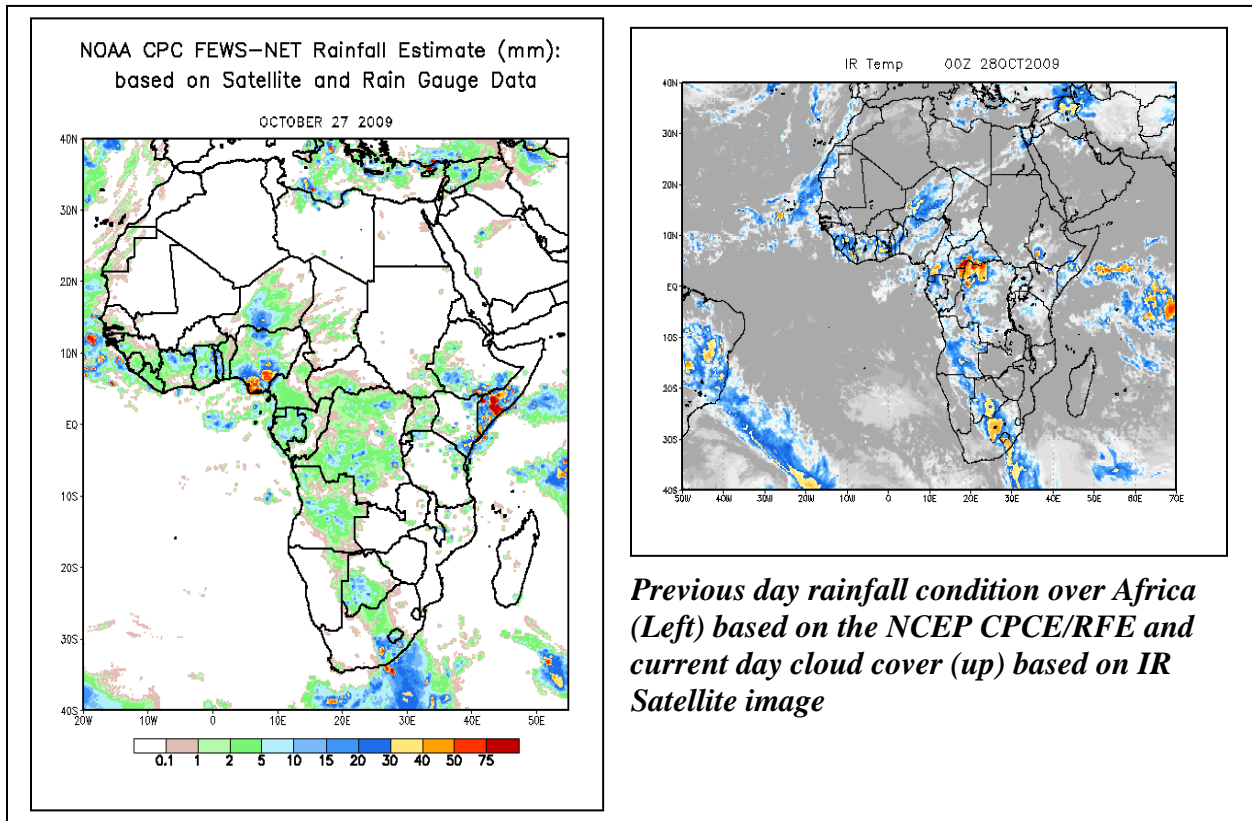 NOAA CPC FEWS-NET Rainfall Estimate (mm):
based on Satellite and Rain Gauge Data
OCTOBER 27 2009
40N
30N
20N
10N
EQ
10S
20S
30S
40S
20W 10W 0 10E 20E 30E 40E 50E
0.1 1 2 5 10 15 20 30 40 50 75
IR Temp 00Z 28OCT2009
40N
30N
20N
10N
EQ
10S
20S
30S
40S
50W 40W 30W 20W 10W 0 10E 20E 30E 40E 50E 60E 70E
Previous day rainfall condition over Africa
(Left) based on the NCEP CPCE/RFE and
current day cloud cover (up) based on IR
Satellite image